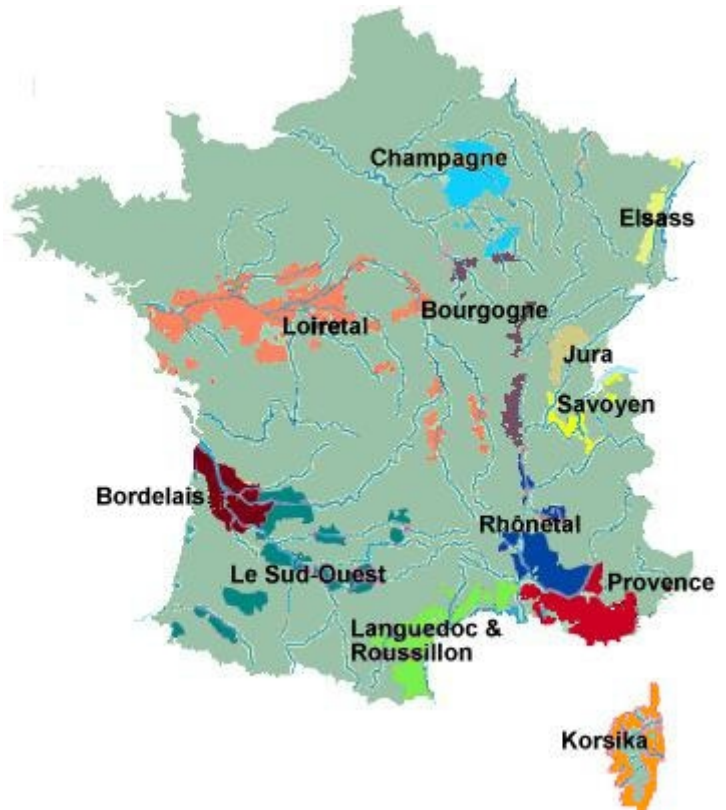 Champagne
Elsass
Bourgogne
Loiretal
Jura
Savoyen
Bordelais
Rhônetal
Le Sud-Ouest
Provence
Languedoc &
Roussillon
Korsika